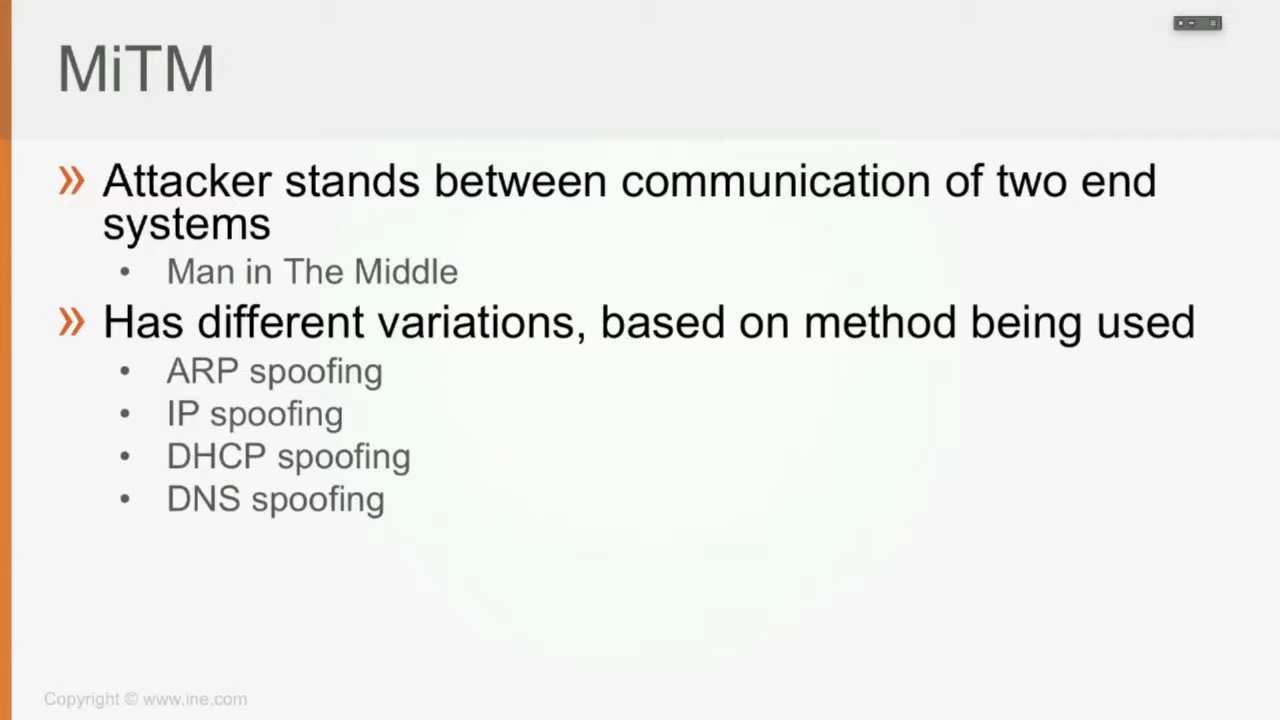 MiTM
» Attacker stands between communication of two end
systems
• Man in The Middle
» Has different variations, based on method being used
• ARP spoofing
• IP spoofing
• DHCP spoofing
• DNS spoofing
Copyright © www.ine.com